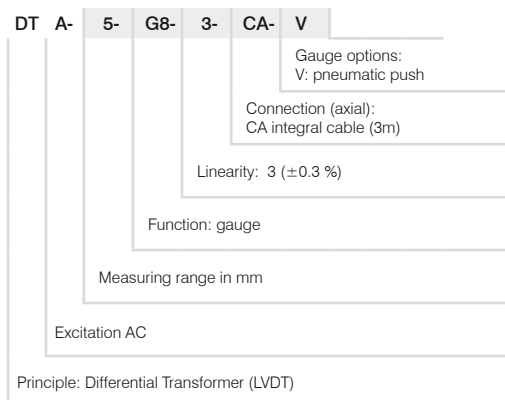 DT A- 5- G8- 3- CA- V
Gauge options:
V: pneumatic push
Connection (axial):
CA integral cable (3m)
Linearity: 3 (±0.3 %)
Function: gauge
Measuring range in mm
Excitation AC
Principle: Differential Transformer (LVDT)